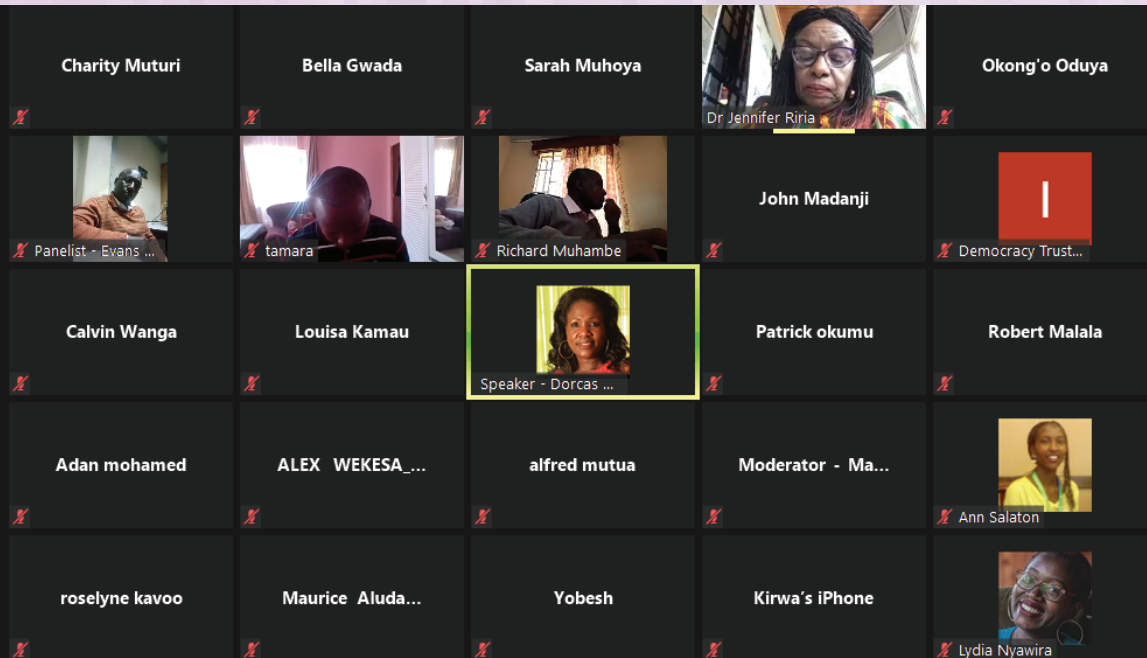 Charity Muturi
Bella Gwada
Sarah Muhoya
Dr Jennifer Riria
Okong'o Oduya
Panelist - Evans ...
tamara
Richard Muhambe
John Madanji
I
Democracy Trust...
Calvin Wanga
Louisa Kamau
Speaker - Dorcas ...
Patrick okumu
Robert Malala
Adan mohamed
ALEX WEKESA_...
alfred mutua
Moderator - Ma...
Ann Salaton
roselyne kavoo
Maurice Aluda...
Yobesh
Kirwa's iPhone
Lydia Nyawira